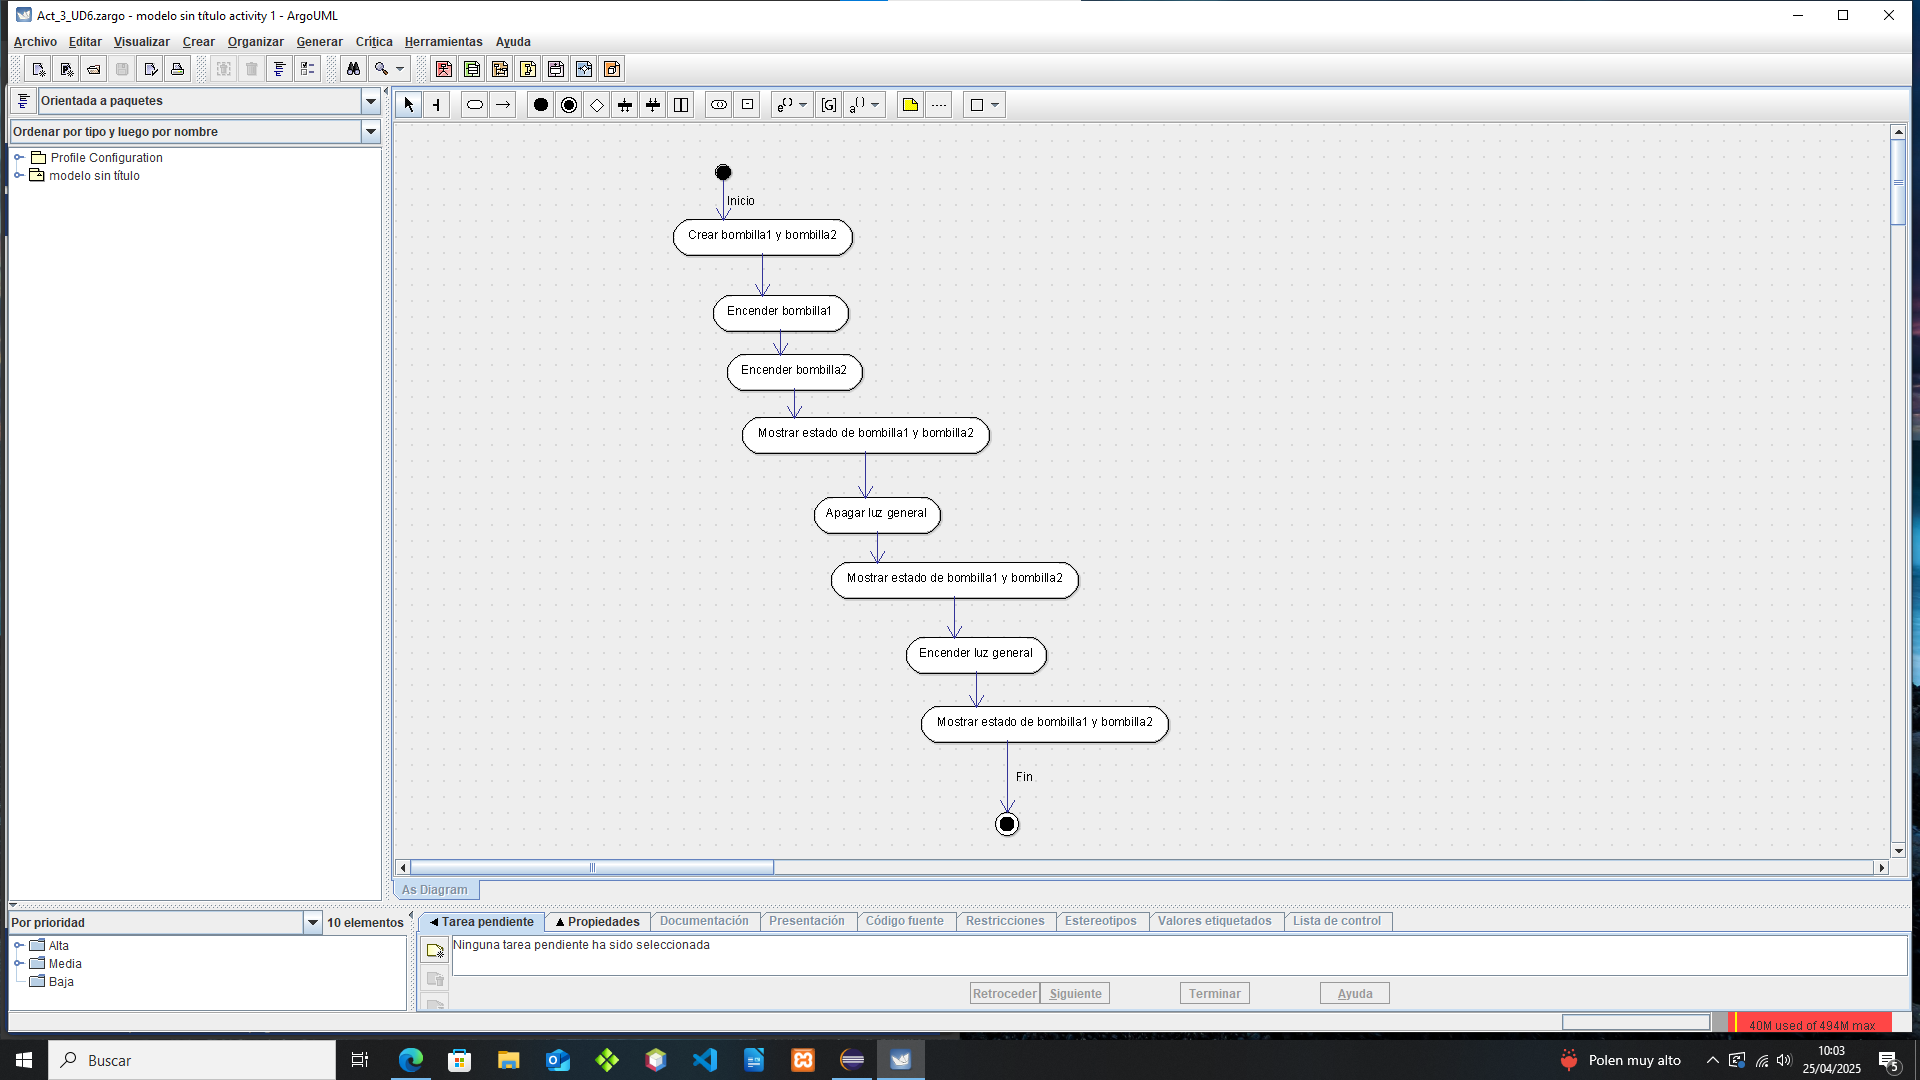 Act_3_UD6.zargo - modelo sin título activity 1 - ArgoUML
Archivo Editar Visualizar Crear Organizar Generar Crítica Herramientas Ayuda
Orientada a paquetes
Ordenar por tipo y luego por nombre
Profile Configuration
modelo sin título
Inicio
Crear bombilla1 y bombilla2
Encender bombilla1
Encender bombilla2
Mostrar estado de bombilla1 y bombilla2
Apagar luz general
Mostrar estado de bombilla1 y bombilla2
Encender luz general
Mostrar estado de bombilla1 y bombilla2
Fin
As Diagram
Por prioridad 10 elementos
Alta
Media
Baja
Tarea pendiente Propiedades Documentación Presentación Código fuente Restricciones Estereotipos Valores etiquetados Lista de control
Ninguna tarea pendiente ha sido seleccionada
Retroceder Siguiente Terminar Ayuda
40M used of 494M max
Buscar
Polen muy alto
10:03
25/04/2025
5